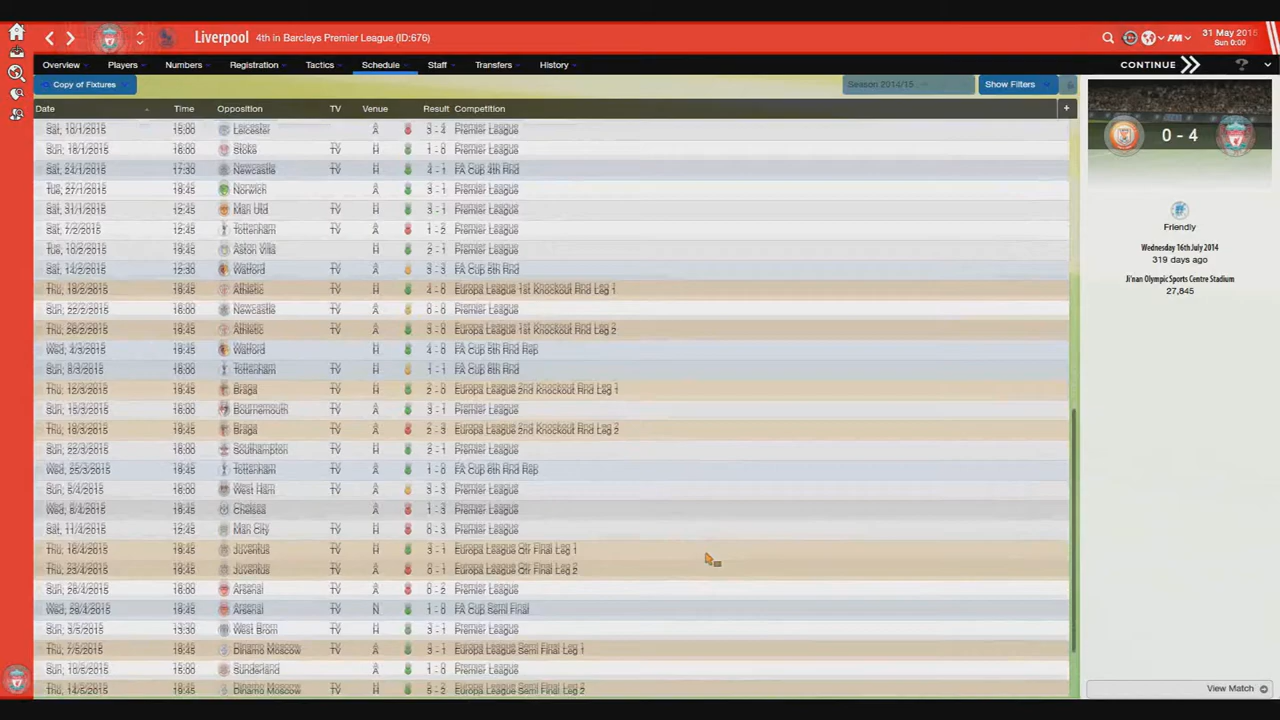 Liverpool 4th in Barclays Premier League (ID:676) FM 31 May 2015
Sun 0:00
Overview Players Numbers Registration Tactics Schedule Staff Transfers History CONTINUE ?
Copy of Fixtures Season 2014/15 Show Filters
Date Time Opposition TV Venue Result Competition +
Sat, 10/1/2015 15:00 Leicester A 3 - 4 Premier League
Sun, 18/1/2015 16:00 Stoke TV H 1 - 0 Premier League
Sat, 24/1/2015 17:30 Newcastle TV H 4 - 1 FA Cup 4th Rnd
Tue, 27/1/2015 19:45 Norwich A 3 - 1 Premier League
Sat, 31/1/2015 12:45 Man Utd TV H 3 - 1 Premier League
Sat, 7/2/2015 12:45 Tottenham TV A 1 - 2 Premier League
Tue, 10/2/2015 19:45 Aston Villa H 2 - 1 Premier League
Sat, 14/2/2015 12:30 Watford TV A 3 - 3 FA Cup 5th Rnd
Thu, 19/2/2015 19:45 Athletic TV H 4 - 0 Europa League 1st Knockout Rnd Leg 1
Sun, 22/2/2015 16:00 Newcastle TV A 0 - 0 Premier League
Thu, 26/2/2015 19:45 Athletic TV A 3 - 0 Europa League 1st Knockout Rnd Leg 2
Wed, 4/3/2015 19:45 Watford TV H 4 - 0 FA Cup 5th Rnd Rep
Sun, 8/3/2015 16:00 Tottenham TV H 1 - 1 FA Cup 6th Rnd
Thu, 12/3/2015 19:45 Braga TV H 2 - 0 Europa League 2nd Knockout Rnd Leg 1
Sun, 15/3/2015 16:00 Bournemouth TV A 3 - 1 Premier League
Thu, 19/3/2015 19:45 Braga TV A 2 - 3 Europa League 2nd Knockout Rnd Leg 2
Sun, 22/3/2015 16:00 Southampton TV H 2 - 1 Premier League
Wed, 25/3/2015 19:45 Tottenham TV A 1 - 0 FA Cup 6th Rnd Rep
Sun, 5/4/2015 16:00 West Ham TV A 3 - 3 Premier League
Wed, 8/4/2015 19:45 Chelsea A 1 - 3 Premier League
Sat, 11/4/2015 12:45 Man City TV H 0 - 3 Premier League
Thu, 16/4/2015 19:45 Juventus TV H 3 - 1 Europa League Qtr Final Leg 1
Thu, 23/4/2015 19:45 Juventus TV A 0 - 1 Europa League Qtr Final Leg 2
Sun, 26/4/2015 16:00 Arsenal TV A 0 - 2 Premier League
Wed, 29/4/2015 19:45 Arsenal TV N 1 - 0 FA Cup Semi Final
Sun, 3/5/2015 13:30 West Brom TV H 3 - 1 Premier League
Thu, 7/5/2015 19:45 Dinamo Moscow TV A 3 - 1 Europa League Semi Final Leg 1
Sun, 10/5/2015 15:00 Sunderland A 1 - 0 Premier League
Thu, 14/5/2015 19:45 Dinamo Moscow TV H 5 - 2 Europa League Semi Final Leg 2
0 - 4
Friendly
Wednesday 16th July 2014
319 days ago
Ji'nan Olympic Sports Centre Stadium
27,845
View Match